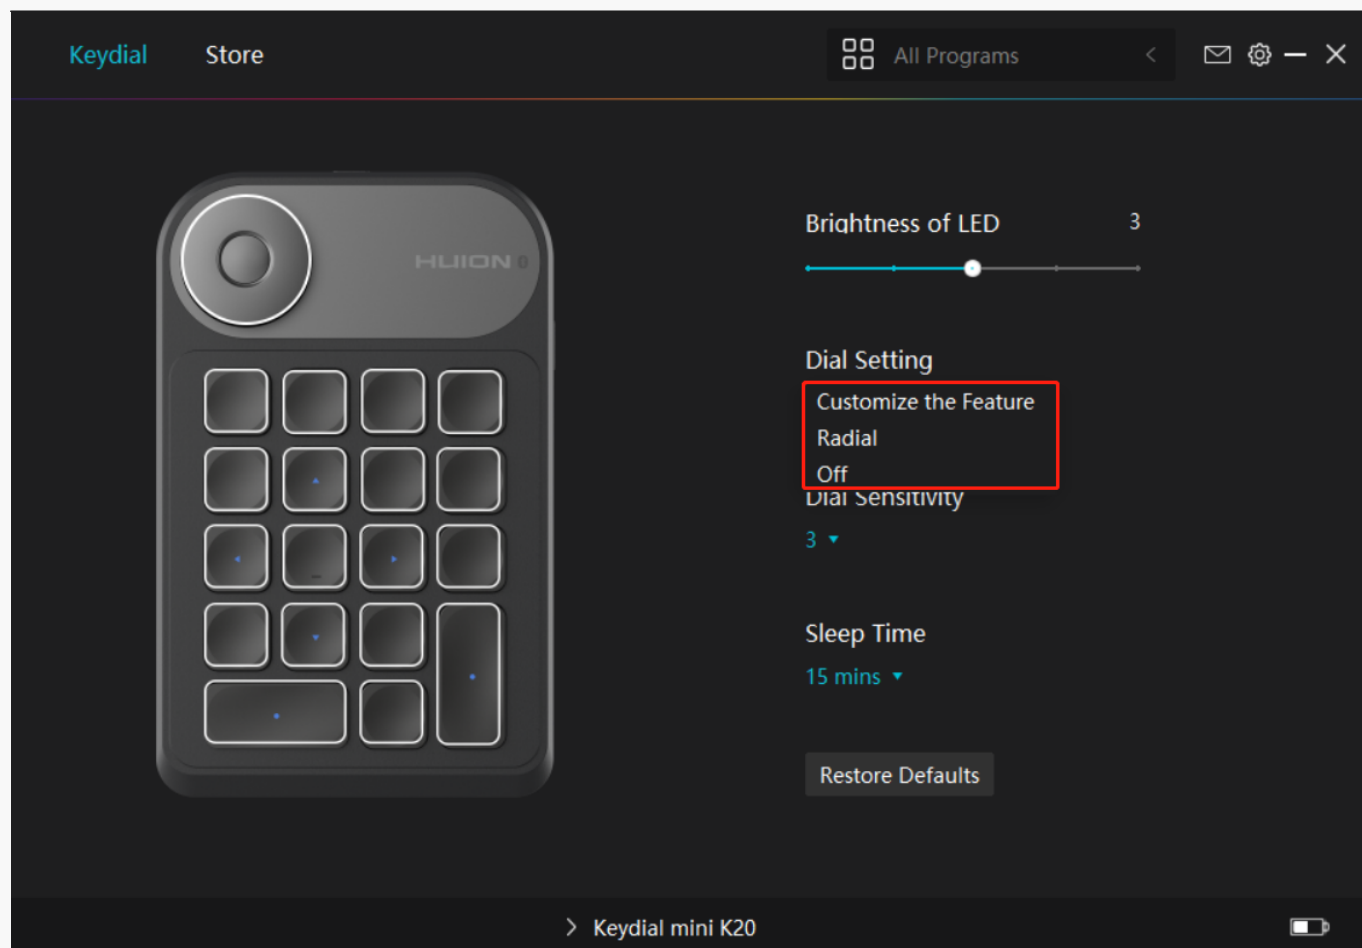 Keydial
Store
All Programs
HUION
Brightness of LED
3
Dial Setting
Customize the Feature
Radial
Off
Dial Sensitivity
3
Sleep Time
15 mins
Restore Defaults
Keydial mini K20